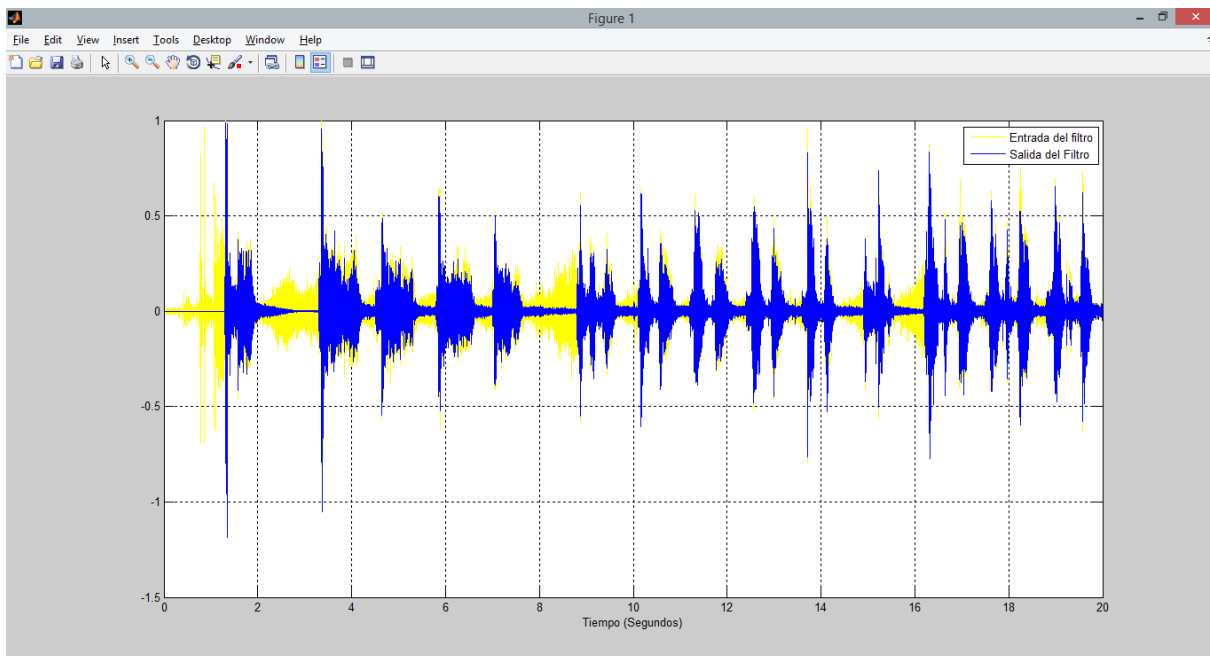 Figure 1
File Edit View Insert Tools Desktop Window Help
1
0.5
0
-0.5
-1
-1.5
Entrada del filtro
Salida del Filtro
0 2 4 6 8 10 12 14 16 18 20
Tiempo (Segundos)